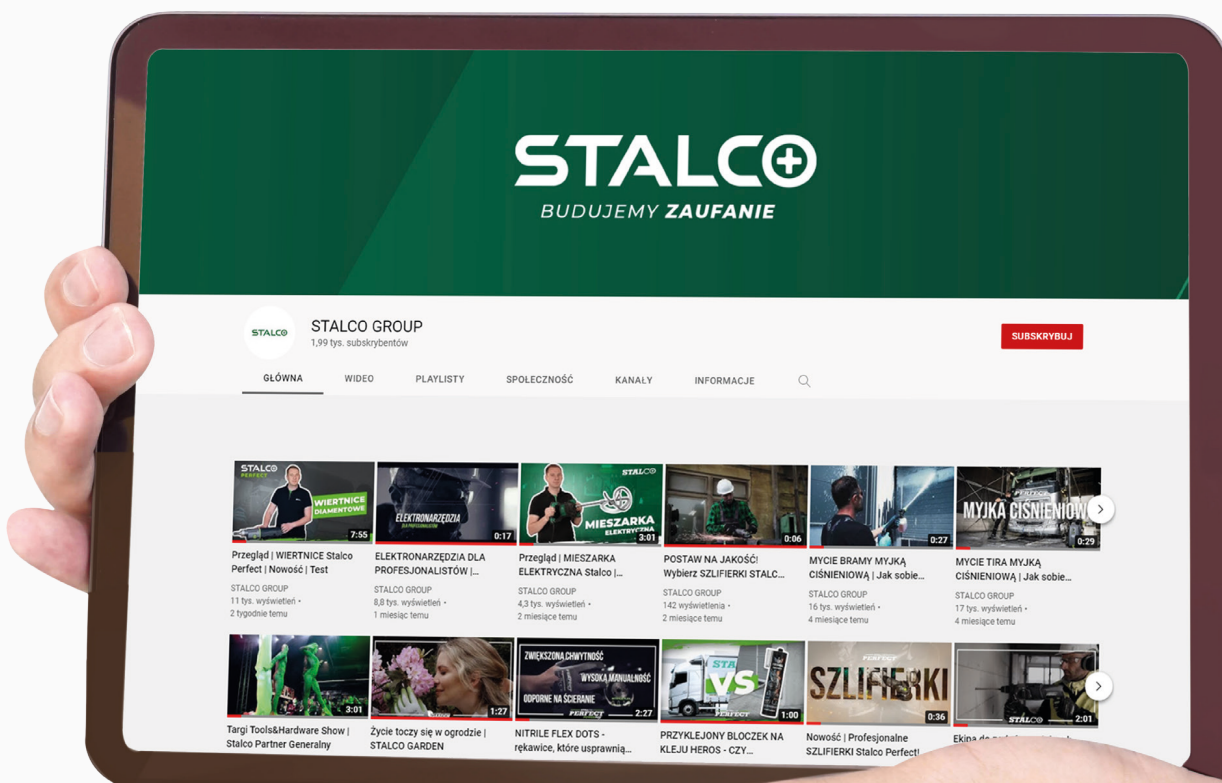 STALCO
BUDUJEMY ZAUFANIE
STALCO
STALCO GROUP
1,99 tys. subskrybentów
SUBSKRYBUJ
GŁÓWNA WIDEO PLAYLISTY SPOŁECZNOŚĆ KANAŁY INFORMACJE
STALCO
PERFECT
WIERTNICE
DIAMENTOWE
7:55
Przegląd | WIERTNICE Stalco
Perfect | Nowość | Test
STALCO GROUP
11 tys. wyświetleń •
2 tygodnie temu
ELEKTRONARZĘDZIA
DLA PROFESJONALISTÓW
0:17
ELEKTRONARZĘDZIA DLA
PROFESJONALISTÓW |...
STALCO GROUP
8,8 tys. wyświetleń •
1 miesiąc temu
STALCO
MIESZARKA
ELEKTRYCZNA
3:01
Przegląd | MIESZARKA
ELEKTRYCZNA Stalco |...
STALCO GROUP
4,3 tys. wyświetleń •
2 miesiące temu
0:06
POSTAW NA JAKOŚĆ!
Wybierz SZLIFIERKI STALC...
STALCO GROUP
142 wyświetlenia •
2 miesiące temu
0:27
MYCIE BRAMY MYJKĄ
CIŚNIENIOWĄ | Jak sobie...
STALCO GROUP
16 tys. wyświetleń •
4 miesiące temu
PERFECT
MYJKA CIŚNIENIOW
0:29
MYCIE TIRA MYJKĄ
CIŚNIENIOWĄ | Jak sobie...
STALCO GROUP
17 tys. wyświetleń •
4 miesiące temu
3:01
Targi Tools&Hardware Show |
Stalco Partner Generalny
1:27
Życie toczy się w ogrodzie |
STALCO GARDEN
ZWIĘKSZONA CHWYTNOŚĆ
WYSOKA MANUALNOŚĆ
ODPORNE NA ŚCIERANIE
PERFECT
2:27
NITRILE FLEX DOTS -
rękawice, które usprawnią...
STA
VS
PERFECT
1:00
PRZYKLEJONY BLOCZEK NA
KLEJU HEROS - CZY...
PERFECT
SZLIFIERKI
0:36
Nowość | Profesjonalne
SZLIFIERKI Stalco Perfect!
STALCO
2:01